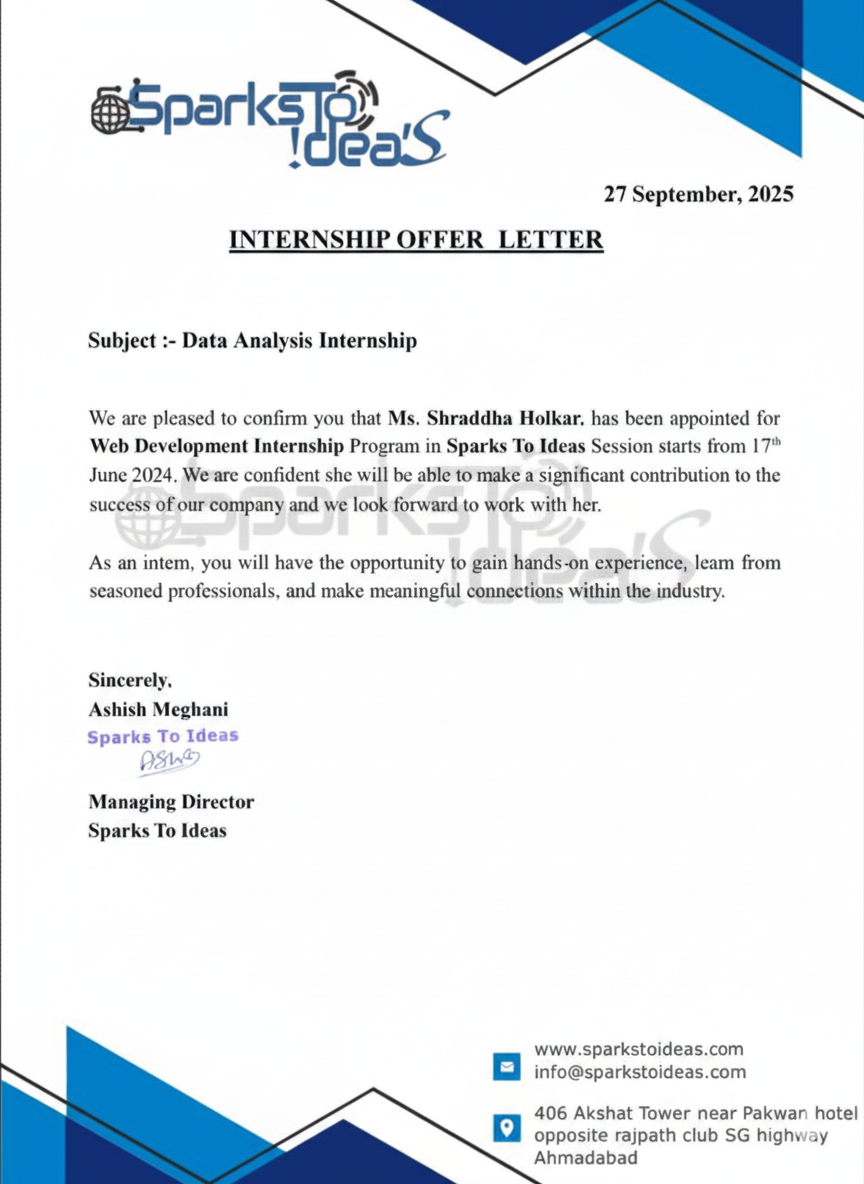 SparksTo
Idea'S
27 September, 2025
INTERNSHIP OFFER LETTER
Subject :- Data Analysis Internship
We are pleased to confirm you that Ms. Shraddha Holkar. has been appointed for
Web Development Internship Program in Sparks To Ideas Session starts from 17th
June 2024. We are confident she will be able to make a significant contribution to the
success of our company and we look forward to work with her.
SparksTo
Idea'S
As an intem, you will have the opportunity to gain hands-on experience, leam from
seasoned professionals, and make meaningful connections within the industry.
Sincerely,
Ashish Meghani
Sparks To Ideas
Managing Director
Sparks To Ideas
www.sparkstoideas.com
info@sparkstoideas.com
406 Akshat Tower near Pakwan hotel
opposite rajpath club SG highway
Ahmadabad